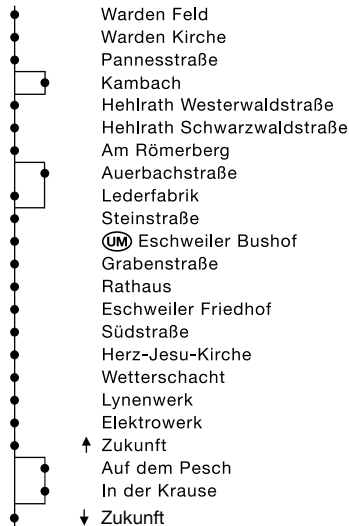 Warden Feld
Warden Kirche
Pannesstraße
Kambach
Hehlrath Westerwaldstraße
Hehlrath Schwarzwaldstraße
Am Römerberg
Auerbachstraße
Lederfabrik
Steinstraße
UM Eschweiler Bushof
Grabenstraße
Rathaus
Eschweiler Friedhof
Südstraße
Herz-Jesu-Kirche
Wetterschacht
Lynenwerk
Elektrowerk
↑ Zukunft
Auf dem Pesch
In der Krause
↓ Zukunft